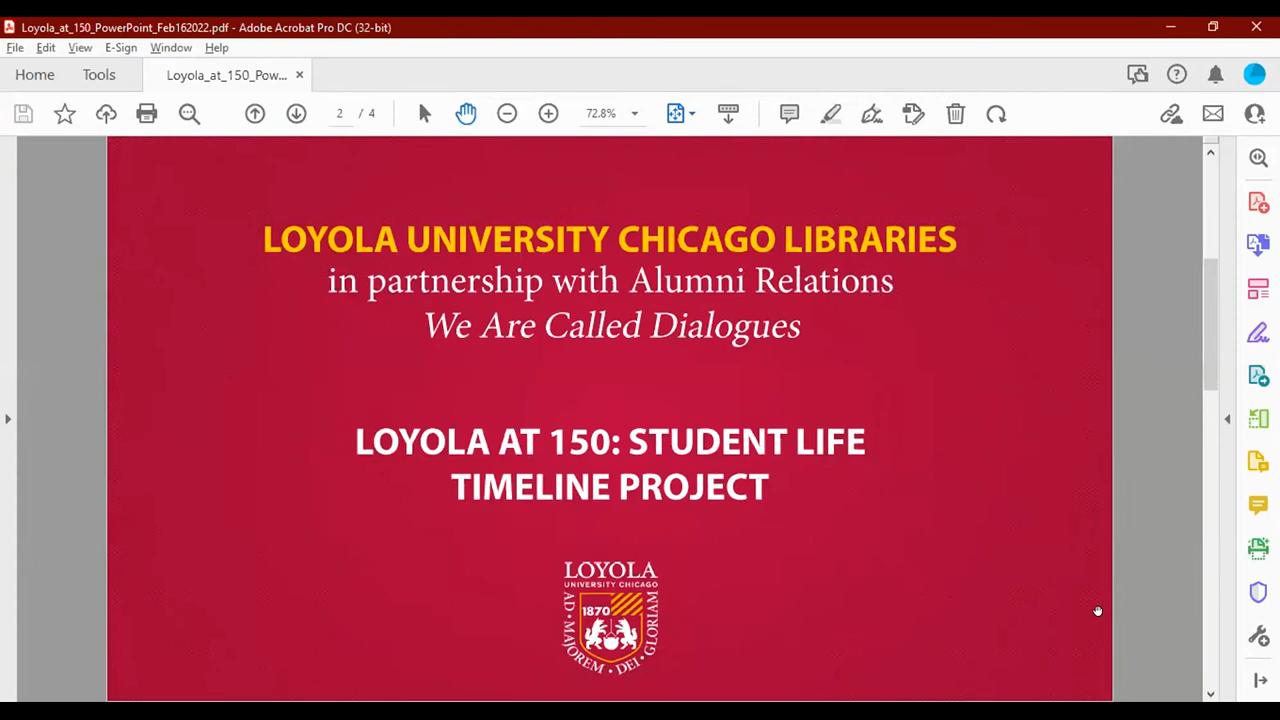 Loyola_at_150_PowerPoint_Feb162022.pdf - Adobe Acrobat Pro DC (32-bit)
File Edit View E-Sign Window Help
Home Tools Loyola_at_150_Pow... ×
2 / 4 72.8%
LOYOLA UNIVERSITY CHICAGO LIBRARIES
in partnership with Alumni Relations
We Are Called Dialogues
LOYOLA AT 150: STUDENT LIFE
TIMELINE PROJECT
LOYOLA
UNIVERSITY CHICAGO
1870
AD • MAJOREM • DEI • GLORIAM